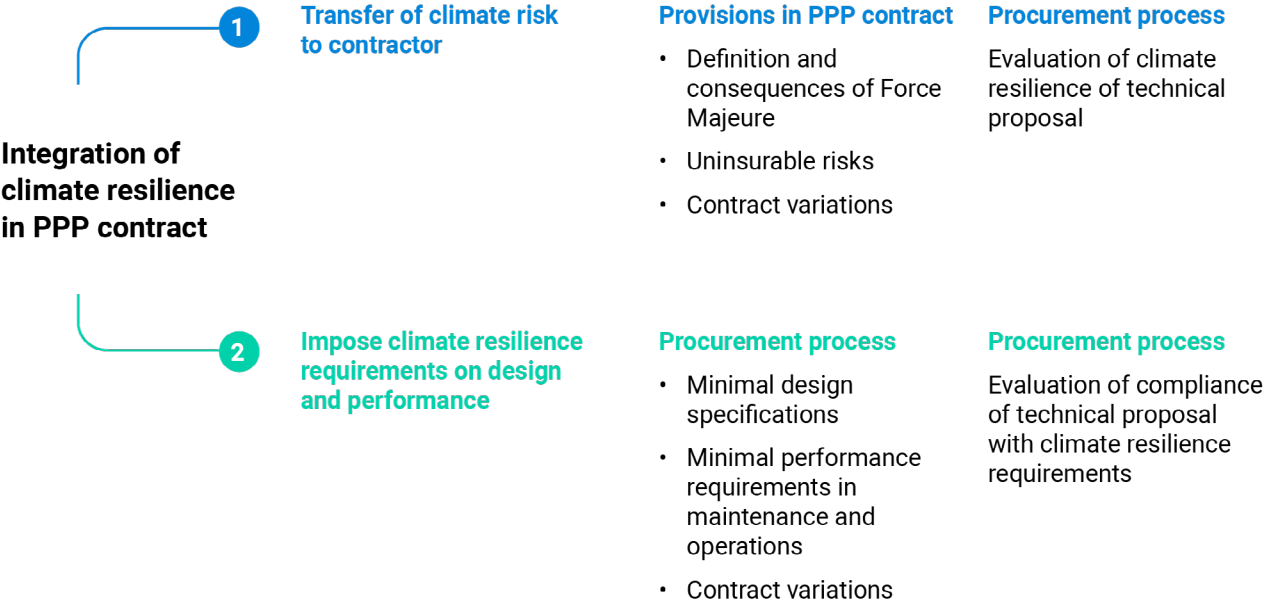 Integration of
climate resilience
in PPP contract
1
Transfer of climate risk
to contractor
Provisions in PPP contract
• Definition and
consequences of Force
Majeure
• Uninsurable risks
• Contract variations
Procurement process
Evaluation of climate
resilience of technical
proposal
2
Impose climate resilience
requirements on design
and performance
Procurement process
• Minimal design
specifications
• Minimal performance
requirements in
maintenance and
operations
• Contract variations
Procurement process
Evaluation of compliance
of technical proposal
with climate resilience
requirements